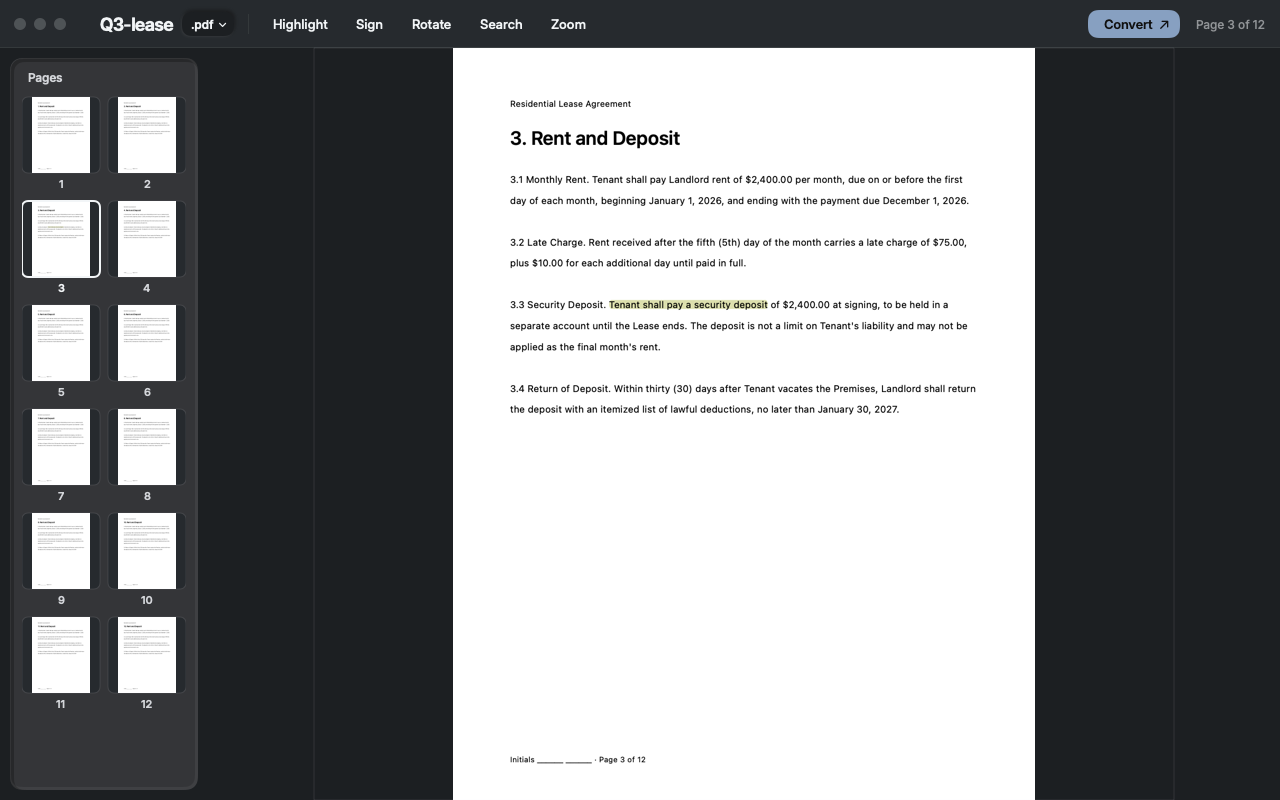 Q3-lease .pdf Highlight Sign Rotate Search Zoom Convert Page 3 of 12
Pages
1 2
3 4
5 6
7 8
9 10
11 12
Residential Lease Agreement
3. Rent and Deposit
3.1 Monthly Rent. Tenant shall pay Landlord rent of $2,400.00 per month, due on or before the first
day of each month, beginning January 1, 2026, and ending with the payment due December 1, 2026.
3.2 Late Charge. Rent received after the fifth (5th) day of the month carries a late charge of $75.00,
plus $10.00 for each additional day until paid in full.
3.3 Security Deposit. Tenant shall pay a security deposit of $2,400.00 at signing, to be held in a
separate account until the Lease ends. The deposit is not a limit on Tenant's liability and may not be
applied as the final month's rent.
3.4 Return of Deposit. Within thirty (30) days after Tenant vacates the Premises, Landlord shall return
the deposit with an itemized list of lawful deductions, no later than January 30, 2027.
Initials ______ ______ · Page 3 of 12